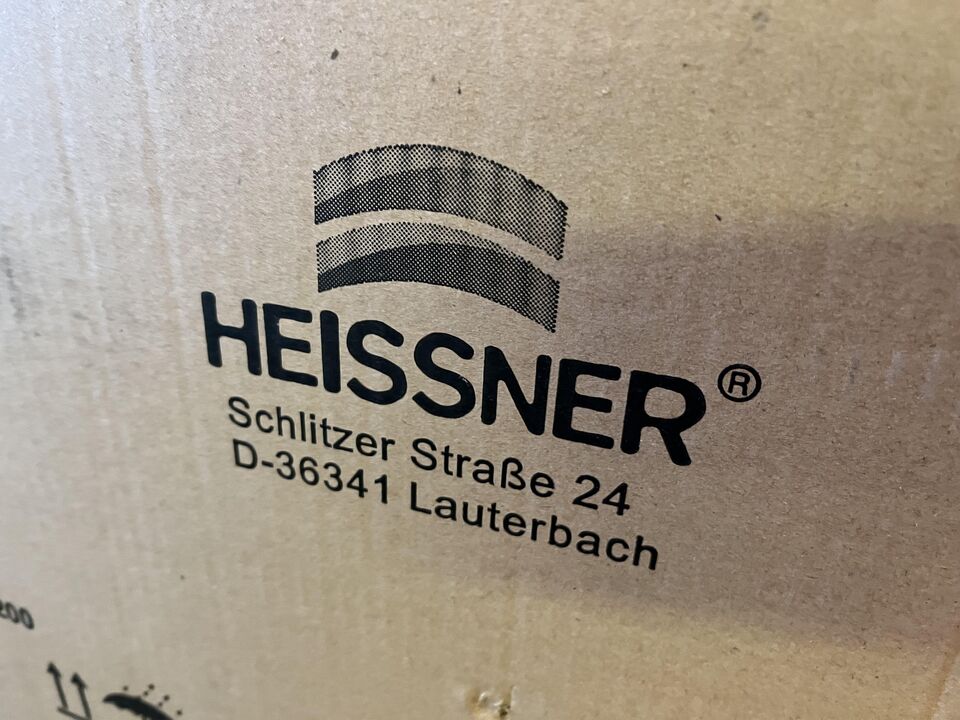 HEISSNER®
Schlitzer Straße 24
D-36341 Lauterbach